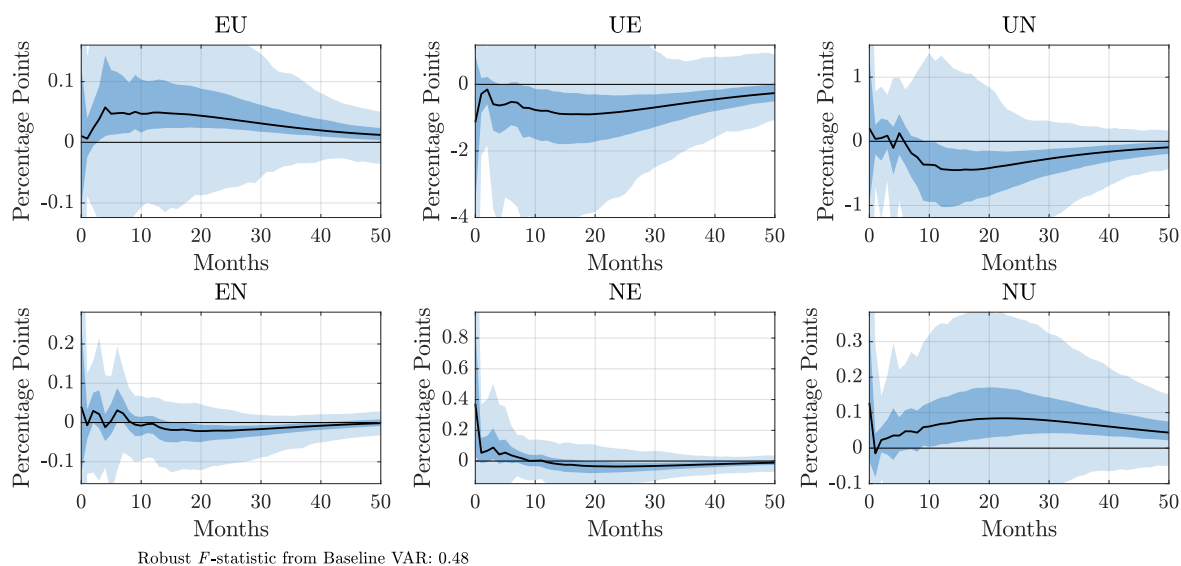 EU
Percentage Points
0.1
0
-0.1
0 10 20 30 40 50
Months
UE
Percentage Points
0
-2
-4
0 10 20 30 40 50
Months
UN
Percentage Points
1
0
-1
0 10 20 30 40 50
Months
EN
Percentage Points
0.2
0.1
0
-0.1
0 10 20 30 40 50
Months
NE
Percentage Points
0.8
0.6
0.4
0.2
0
0 10 20 30 40 50
Months
NU
Percentage Points
0.3
0.2
0.1
0
-0.1
0 10 20 30 40 50
Months
Robust F-statistic from Baseline VAR: 0.48